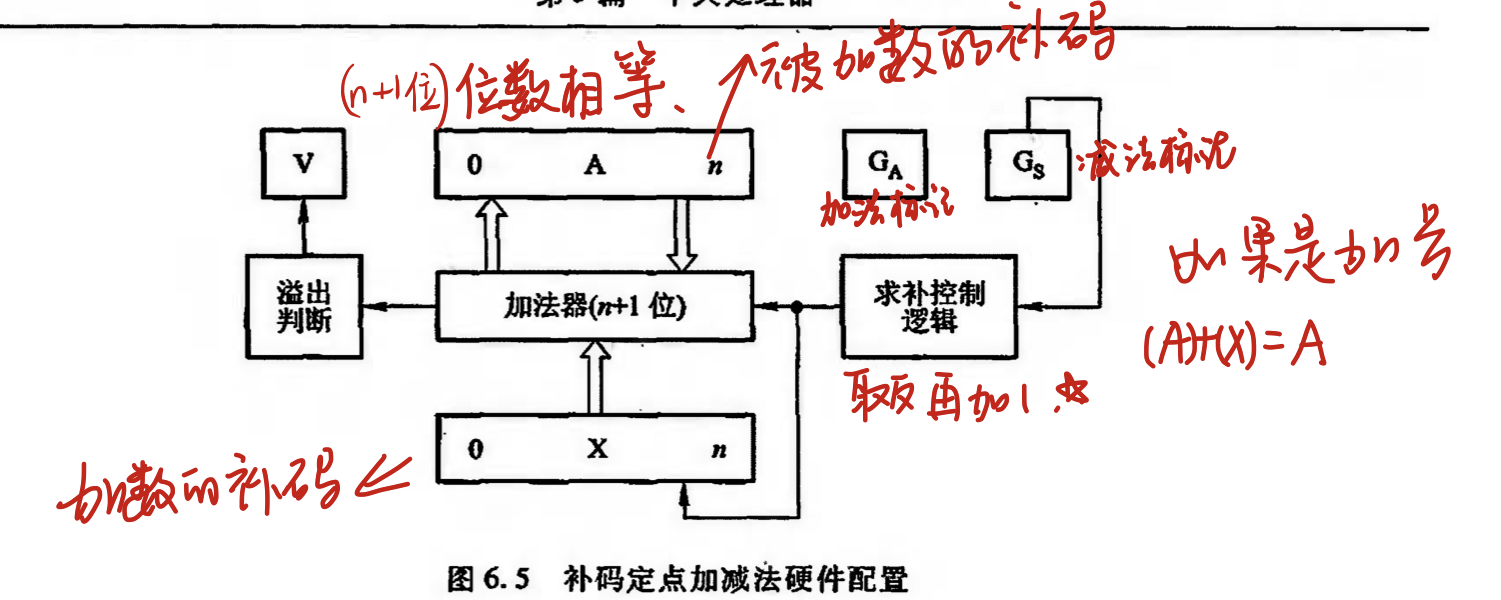 (n+1位)位数相等、
被加数的补码
V
0 A n
G_A
G_S
减法标记
加法标记
溢出
判断
加法器(n+1 位)
求补控制
逻辑
如果是加号
(A)+(X)=A
取反再加1.☆
0 X n
加数的补码
图 6.5 补码定点加减法硬件配置